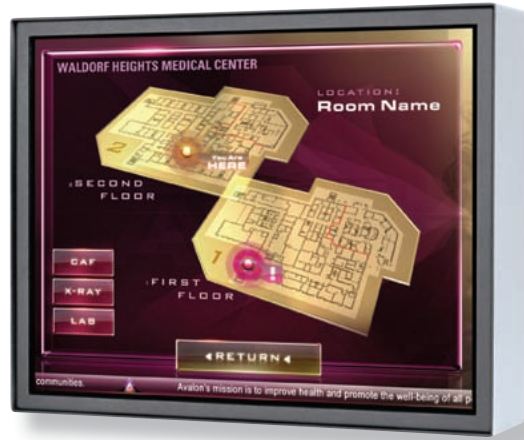 WALDORF HEIGHTS MEDICAL CENTER
LOCATION:
Room Name
2
You Are
HERE
:SECOND
FLOOR
1
:FIRST
FLOOR
CAF
X-RAY
LAB
RETURN
communities.
Avalon's mission is to improve health and promote the well-being of all p